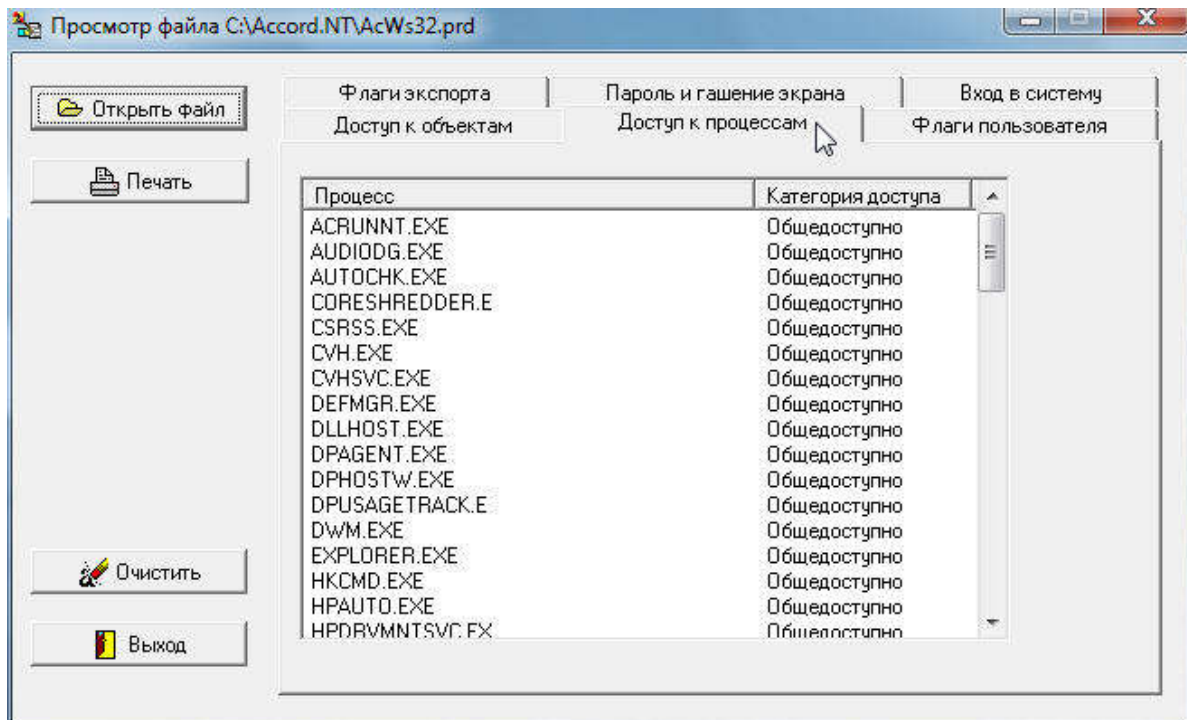 Просмотр файла C:\Accord.NT\AcWs32.prd
Открыть файл
Печать
Очистить
Выход
Флаги экспорта Пароль и гашение экрана Вход в систему
Доступ к объектам Доступ к процессам Флаги пользователя
Процесс Категория доступа
ACRUNNT.EXE Общедоступно
AUDIODG.EXE Общедоступно
AUTOCHK.EXE Общедоступно
CORESHREDDER.E Общедоступно
CSRSS.EXE Общедоступно
CVH.EXE Общедоступно
CVHSVC.EXE Общедоступно
DEFMGR.EXE Общедоступно
DLLHOST.EXE Общедоступно
DPAGENT.EXE Общедоступно
DPHOSTW.EXE Общедоступно
DPUSAGETRACK.E Общедоступно
DWM.EXE Общедоступно
EXPLORER.EXE Общедоступно
HKCMD.EXE Общедоступно
HPAUTO.EXE Общедоступно
HPDRVMNTSVC.EX Общедоступно